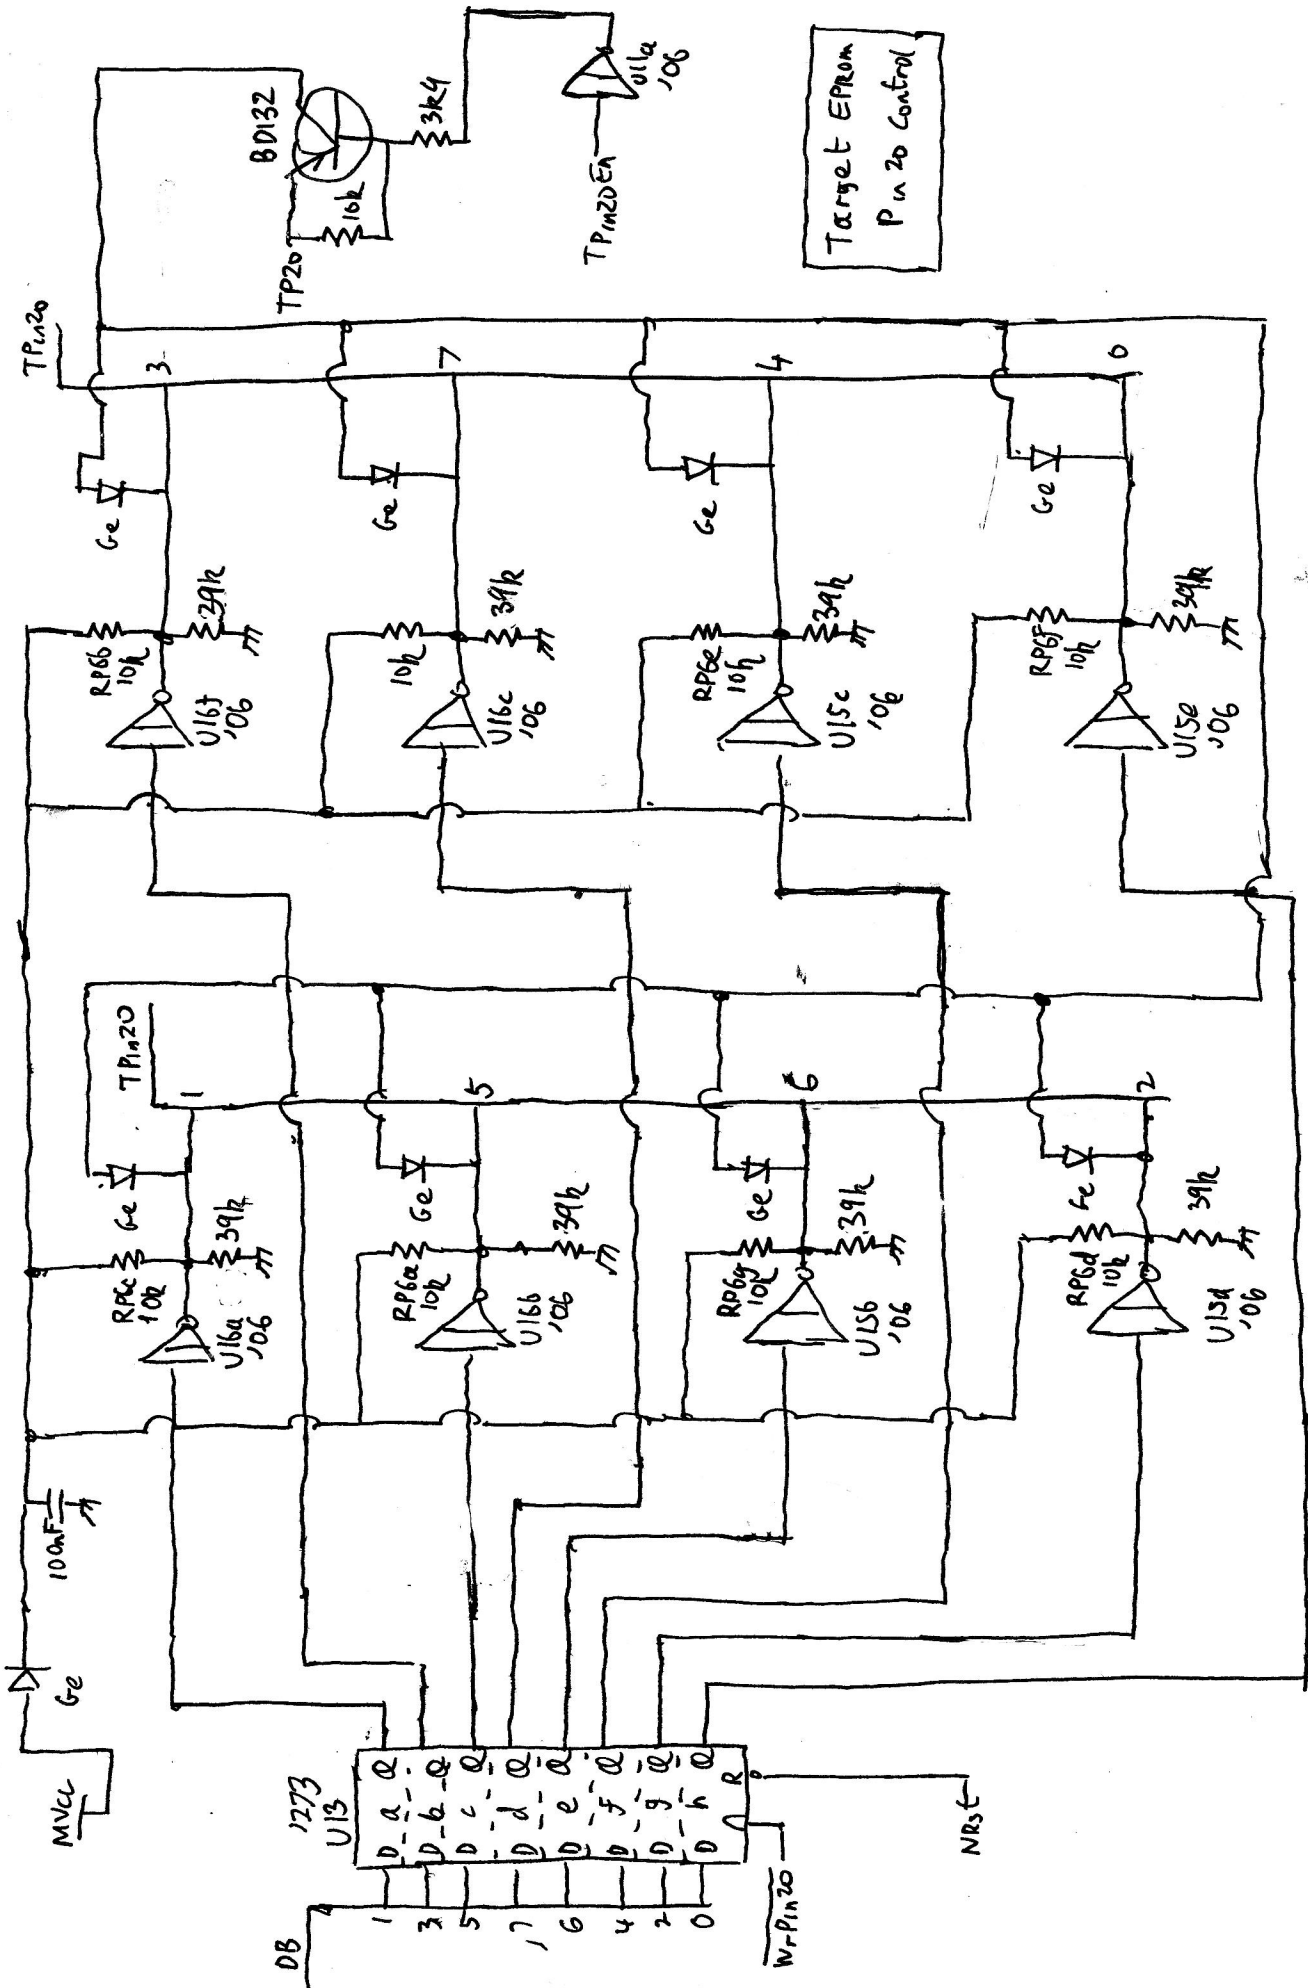 Target EPROM
Pin 20 Control
MVcc
Ge
100nF
DB
1
3
5
7
6
4
2
0
'273
U13
D a Q
D b Q
D c Q
D d Q
D e Q
D f Q
D g Q
D h Q
R
WrPin20
NRst
RP6c
10k
Ge
39k
U16a
'06
TPin20
1
RP6a
10k
Ge
39k
U16b
'06
5
RP6g
10k
Ge
39k
U15b
'06
6
RP6d
10k
Ge
39k
U15d
'06
2
RP6b
10k
Ge
39k
U16f
'06
TPin20
3
10k
Ge
39k
U16c
'06
7
RP6e
10k
Ge
39k
U15c
'06
4
RP6f
10k
Ge
39k
U15e
'06
0
TP20
10k
BD132
3k9
TPin20En
U11a
'06